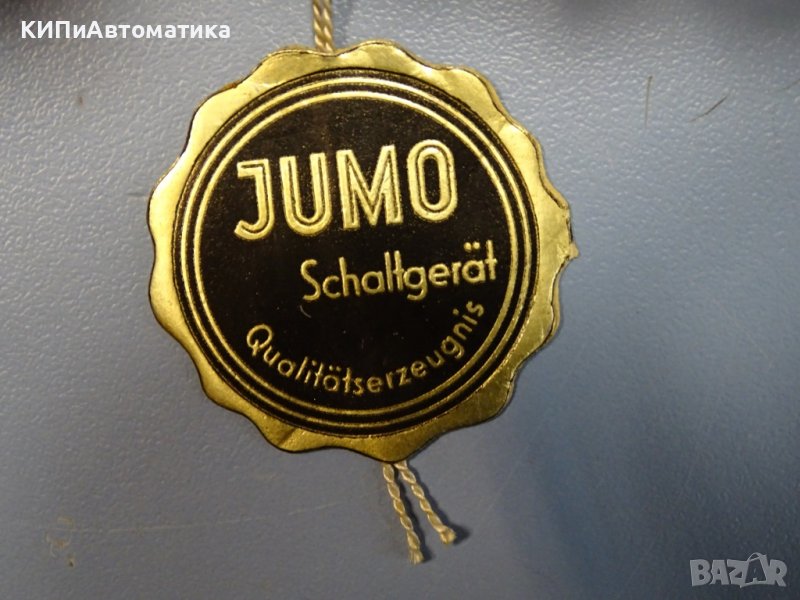 КИПиАвтоматика
JUMO
Schaltgerät
Qualitätserzeugnis
BAZAR